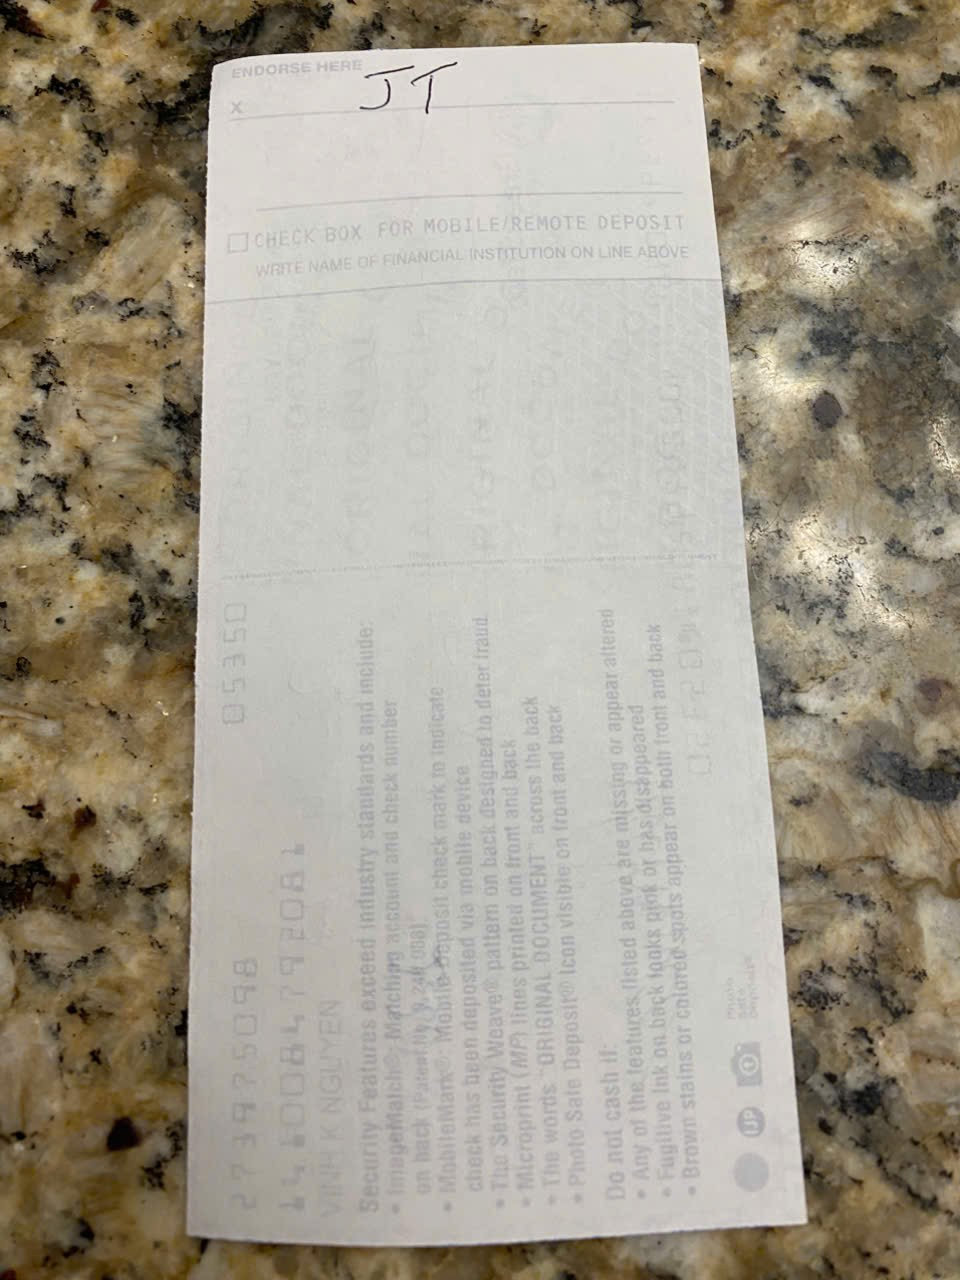 ENDORSE HERE
X JT
CHECK BOX FOR MOBILE/REMOTE DEPOSIT
WRITE NAME OF FINANCIAL INSTITUTION ON LINE ABOVE
05350
VINH K NGUYEN
Security Features exceed industry standards and include:
• ImageMatch®: Matching account and check number
on back
• MobileMark®: Mobile Deposit check mark to indicate
check has been deposited via mobile device
• The Security Weave® pattern on back designed to deter fraud
• Microprint (MP) lines printed on front and back
• The words "ORIGINAL DOCUMENT" across the back
• Photo Safe Deposit® Icon visible on front and back
Do not cash if:
• Any of the features listed above are missing or appear altered
• Fugitive Ink on back looks pink or has disappeared
• Brown stains or colored spots appear on both front and back
MP